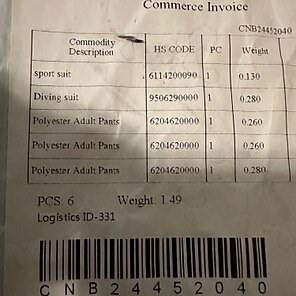 Commerce Invoice
CNB24452040
Commodity Description HS CODE PC Weight
sport suit 6114200090 1 0.130
Diving suit 9506290000 1 0.280
Polyester Adult Pants 6204620000 1 0.260
Polyester Adult Pants 6204620000 1 0.260
Polyester Adult Pants 6204620000 1 0.280
PCS 6 Weight 1.49
Logistics ID-331
CNB24452040